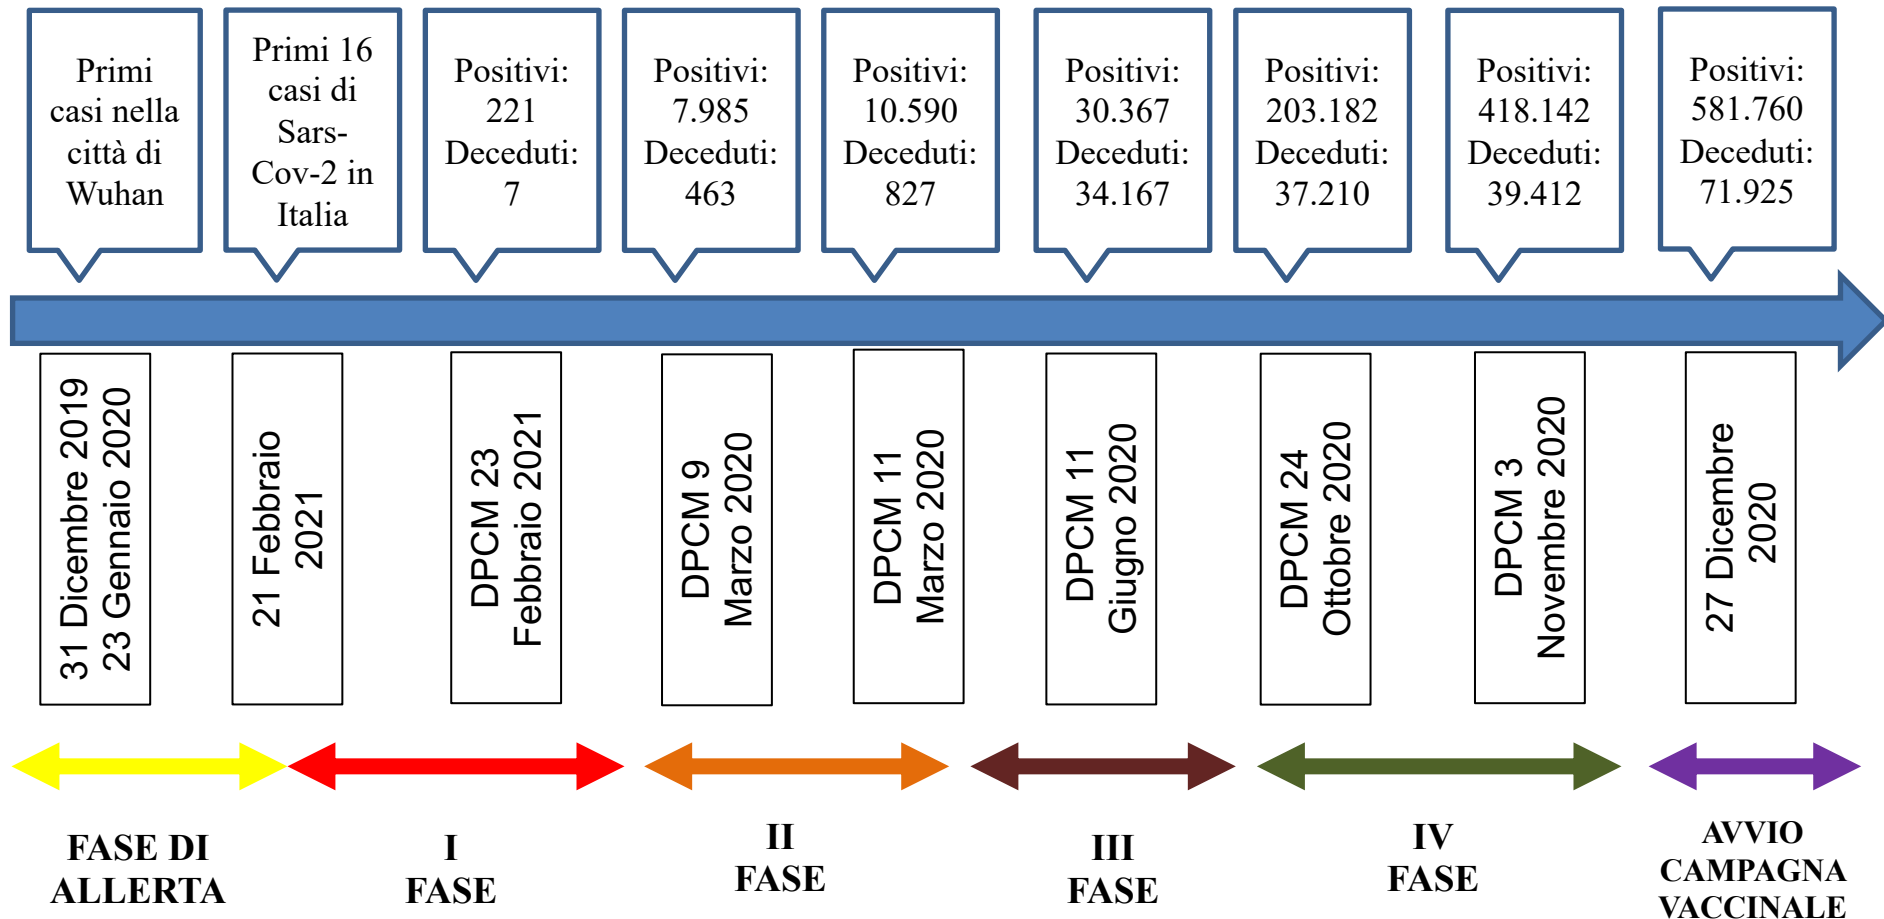 Primi
casi nella
città di
Wuhan
Primi 16
casi di
Sars-
Cov-2 in
Italia
Positivi:
221
Deceduti:
7
Positivi:
7.985
Deceduti:
463
Positivi:
10.590
Deceduti:
827
Positivi:
30.367
Deceduti:
34.167
Positivi:
203.182
Deceduti:
37.210
Positivi:
418.142
Deceduti:
39.412
Positivi:
581.760
Deceduti:
71.925
31 Dicembre 2019
23 Gennaio 2020
21 Febbraio
2021
DPCM 23
Febbraio 2021
DPCM 9
Marzo 2020
DPCM 11
Marzo 2020
DPCM 11
Giugno 2020
DPCM 24
Ottobre 2020
DPCM 3
Novembre 2020
27 Dicembre
2020
FASE DI
ALLERTA
I
FASE
II
FASE
III
FASE
IV
FASE
AVVIO
CAMPAGNA
VACCINALE